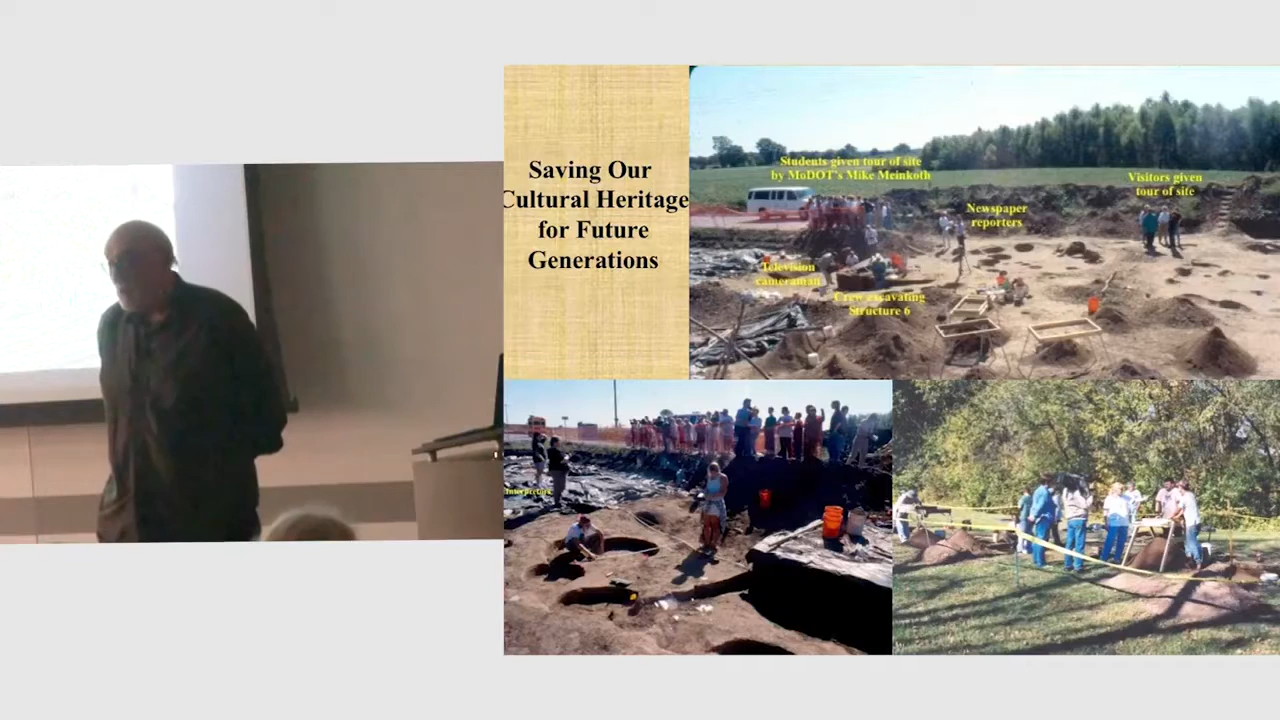 Saving Our
Cultural Heritage
for Future
Generations
Students given tour of site
by MoDOT's Mike Meinkoth
Visitors given
tour of site
Newspaper
reporters
Television
cameraman
Crew excavating
Structure 6
Interpretors